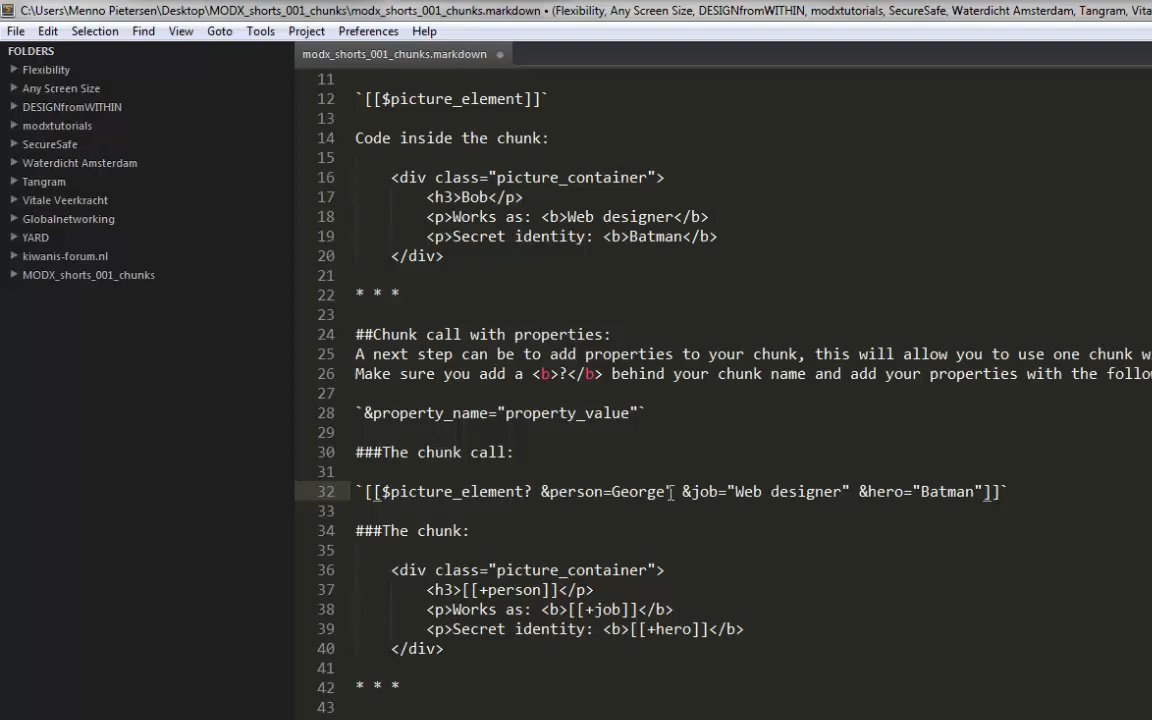 C:\Users\Menno Pietersen\Desktop\MODX_shorts_001_chunks\modx_shorts_001_chunks.markdown • (Flexibility, Any Screen Size, DESIGNfromWITHIN, modxtutorials, SecureSafe, Waterdicht Amsterdam, Tangram, Vita
File Edit Selection Find View Goto Tools Project Preferences Help
FOLDERS
Flexibility
Any Screen Size
DESIGNfromWITHIN
modxtutorials
SecureSafe
Waterdicht Amsterdam
Tangram
Vitale Veerkracht
Globalnetworking
YARD
kiwanis-forum.nl
MODX_shorts_001_chunks
modx_shorts_001_chunks.markdown
11
12 `[[$picture_element]]`
13
14 Code inside the chunk:
15
16 <div class="picture_container">
17 <h3>Bob</p>
18 <p>Works as: <b>Web designer</b>
19 <p>Secret identity: <b>Batman</b>
20 </div>
21
22 * * *
23
24 ##Chunk call with properties:
25 A next step can be to add properties to your chunk, this will allow you to use one chunk w
26 Make sure you add a <b>?</b> behind your chunk name and add your properties with the follow
27
28 `&property_name="property_value"`
29
30 ###The chunk call:
31
32 `[[$picture_element? &person=George" &job="Web designer" &hero="Batman"]]`
33
34 ###The chunk:
35
36 <div class="picture_container">
37 <h3>[[+person]]</p>
38 <p>Works as: <b>[[+job]]</b>
39 <p>Secret identity: <b>[[+hero]]</b>
40 </div>
41
42 * * *
43